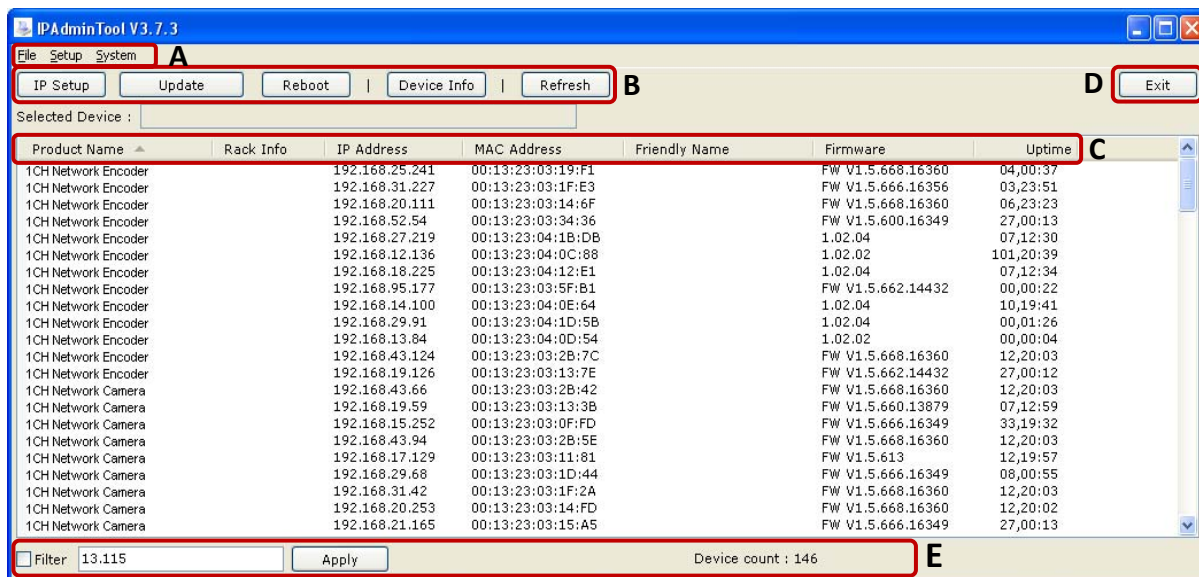 IPAdminTool V3.7.3
File Setup System A
IP Setup Update Reboot | Device Info | Refresh B D Exit
Selected Device :
Product Name Rack Info IP Address MAC Address Friendly Name Firmware Uptime C
1CH Network Encoder 192.168.25.241 00:13:23:03:19:F1 FW V1.5.668.16360 04,00:37
1CH Network Encoder 192.168.31.227 00:13:23:03:1F:E3 FW V1.5.666.16356 03,23:51
1CH Network Encoder 192.168.20.111 00:13:23:03:14:6F FW V1.5.668.16360 06,23:23
1CH Network Encoder 192.168.52.54 00:13:23:03:34:36 FW V1.5.600.16349 27,00:13
1CH Network Encoder 192.168.27.219 00:13:23:04:1B:DB 1.02.04 07,12:30
1CH Network Encoder 192.168.12.136 00:13:23:04:0C:88 1.02.02 101,20:39
1CH Network Encoder 192.168.18.225 00:13:23:04:12:E1 1.02.04 07,12:34
1CH Network Encoder 192.168.95.177 00:13:23:03:5F:B1 FW V1.5.662.14432 00,00:22
1CH Network Encoder 192.168.14.100 00:13:23:04:0E:64 1.02.04 10,19:41
1CH Network Encoder 192.168.29.91 00:13:23:04:1D:5B 1.02.04 00,01:26
1CH Network Encoder 192.168.13.84 00:13:23:04:0D:54 1.02.02 00,00:04
1CH Network Encoder 192.168.43.124 00:13:23:03:2B:7C FW V1.5.668.16360 12,20:03
1CH Network Encoder 192.168.19.126 00:13:23:03:13:7E FW V1.5.662.14432 27,00:12
1CH Network Camera 192.168.43.66 00:13:23:03:2B:42 FW V1.5.668.16360 12,20:03
1CH Network Camera 192.168.19.59 00:13:23:03:13:3B FW V1.5.660.13879 07,12:59
1CH Network Camera 192.168.15.252 00:13:23:03:0F:FD FW V1.5.666.16349 33,19:32
1CH Network Camera 192.168.43.94 00:13:23:03:2B:5E FW V1.5.668.16360 12,20:03
1CH Network Camera 192.168.17.129 00:13:23:03:11:81 FW V1.5.613 12,19:57
1CH Network Camera 192.168.29.68 00:13:23:03:1D:44 FW V1.5.666.16349 08,00:55
1CH Network Camera 192.168.31.42 00:13:23:03:1F:2A FW V1.5.668.16360 12,20:03
1CH Network Camera 192.168.20.253 00:13:23:03:14:FD FW V1.5.668.16360 12,20:02
1CH Network Camera 192.168.21.165 00:13:23:03:15:A5 FW V1.5.666.16349 27,00:13
Filter 13.115 Apply Device count : 146 E